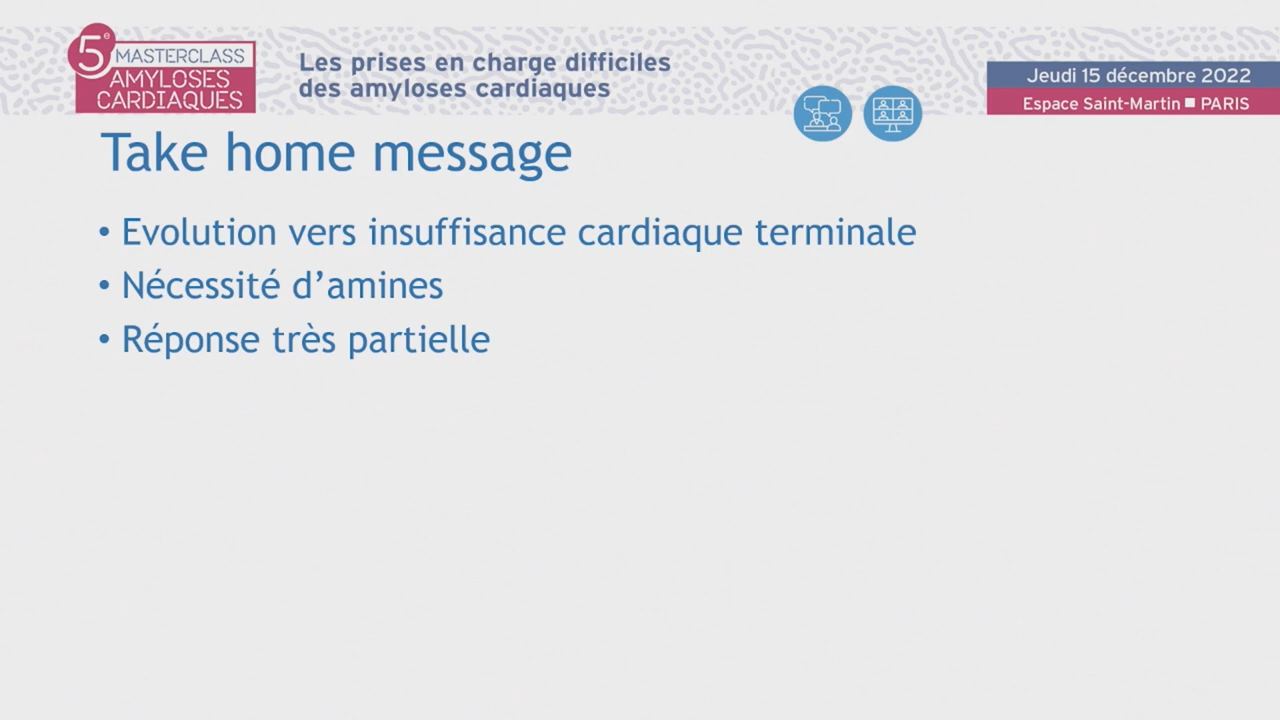 5e
MASTERCLASS
AMYLOSES
CARDIAQUES
Les prises en charge difficiles
des amyloses cardiaques
Jeudi 15 décembre 2022
Espace Saint-Martin ■ PARIS
Take home message
• Evolution vers insuffisance cardiaque terminale
• Nécessité d’amines
• Réponse très partielle